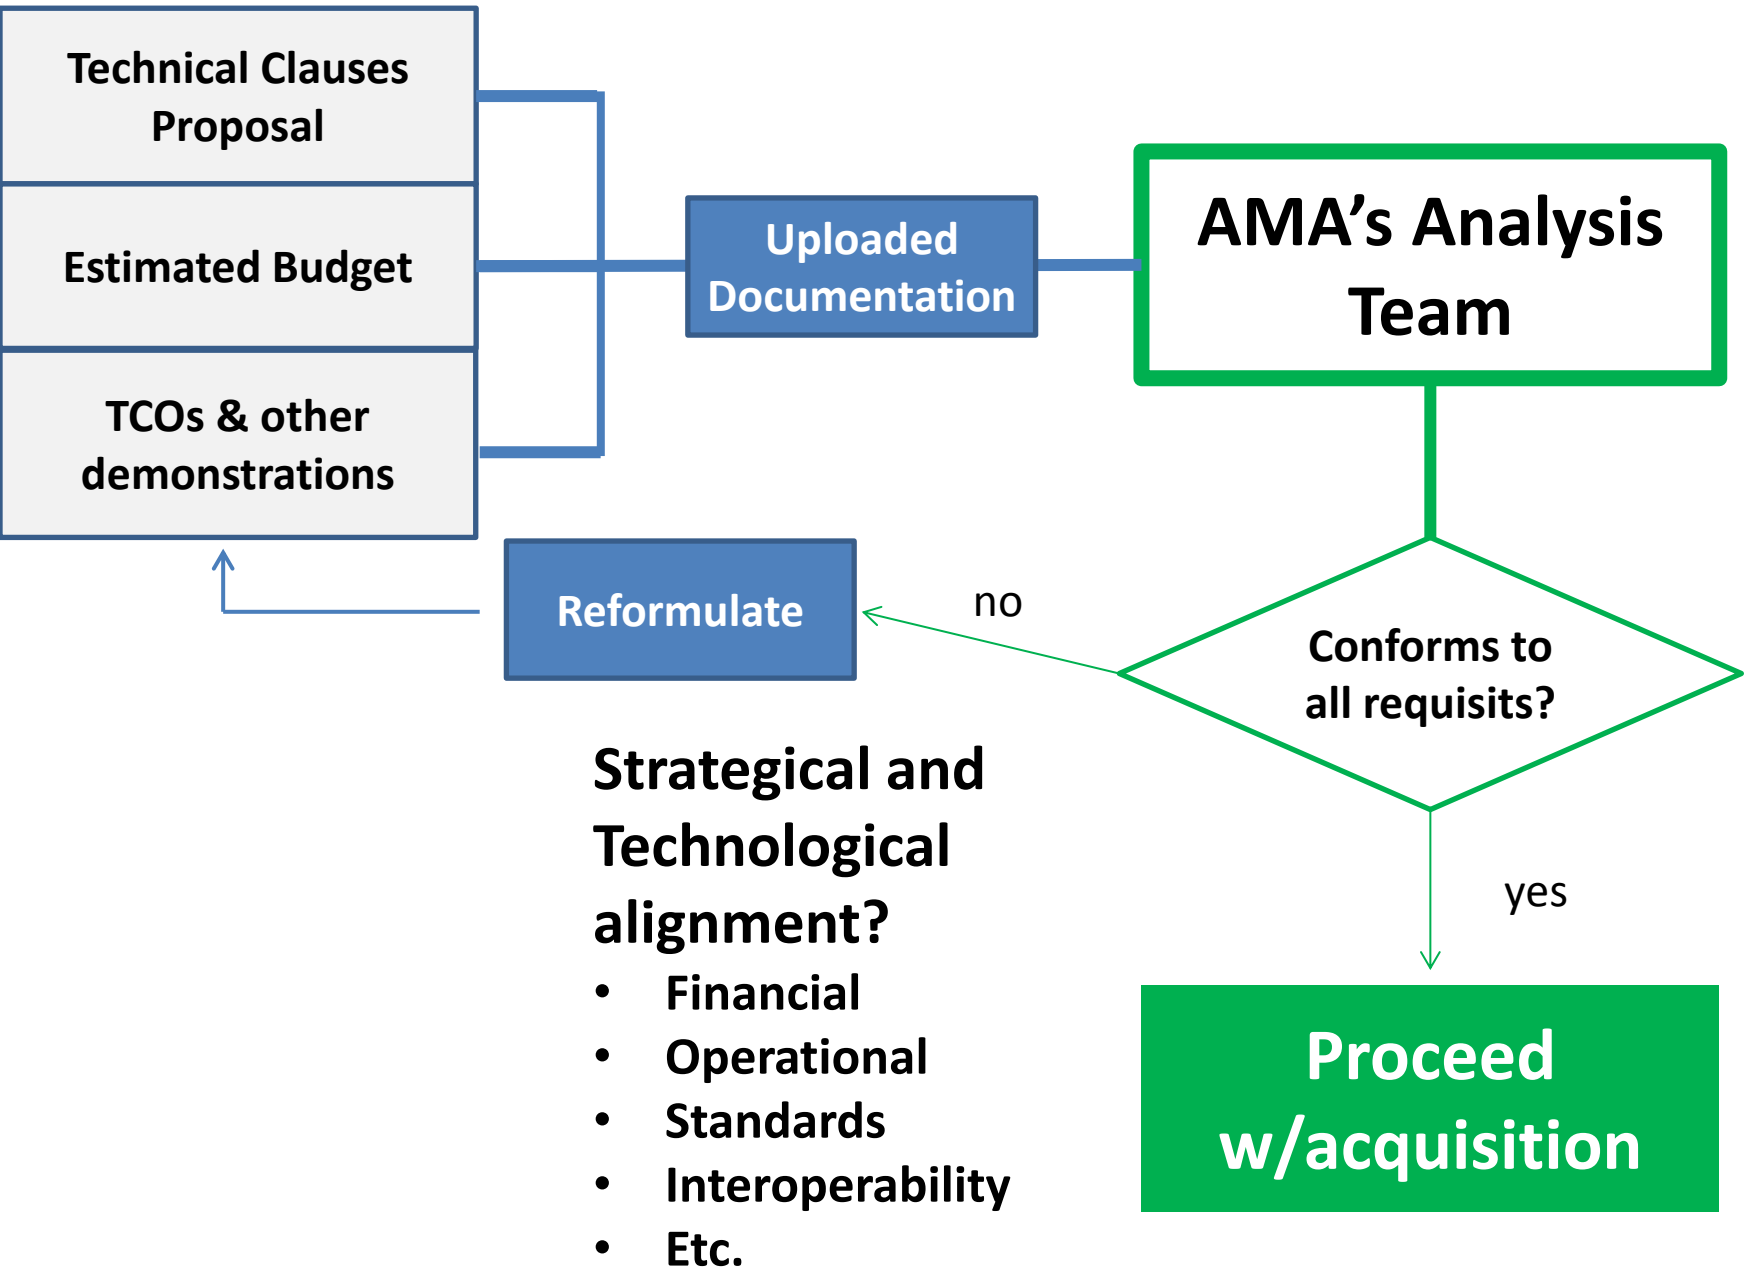 Technical Clauses
Proposal
Estimated Budget
TCOs & other
demonstrations
Uploaded
Documentation
AMA’s Analysis
Team
Reformulate
no
Conforms to
all requisits?
yes
Strategical and
Technological
alignment?
• Financial
• Operational
• Standards
• Interoperability
• Etc.
Proceed
w/acquisition